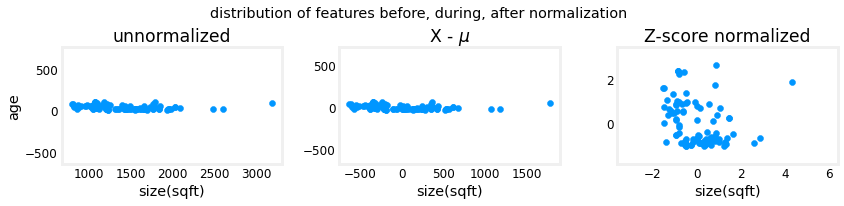 distribution of features before, during, after normalization
unnormalized
X - μ
Z-score normalized
age
500
0
−500
1000 1500 2000 2500 3000
size(sqft)
500
0
−500
−500 0 500 1000 1500
size(sqft)
2
0
−2 0 2 4 6
size(sqft)